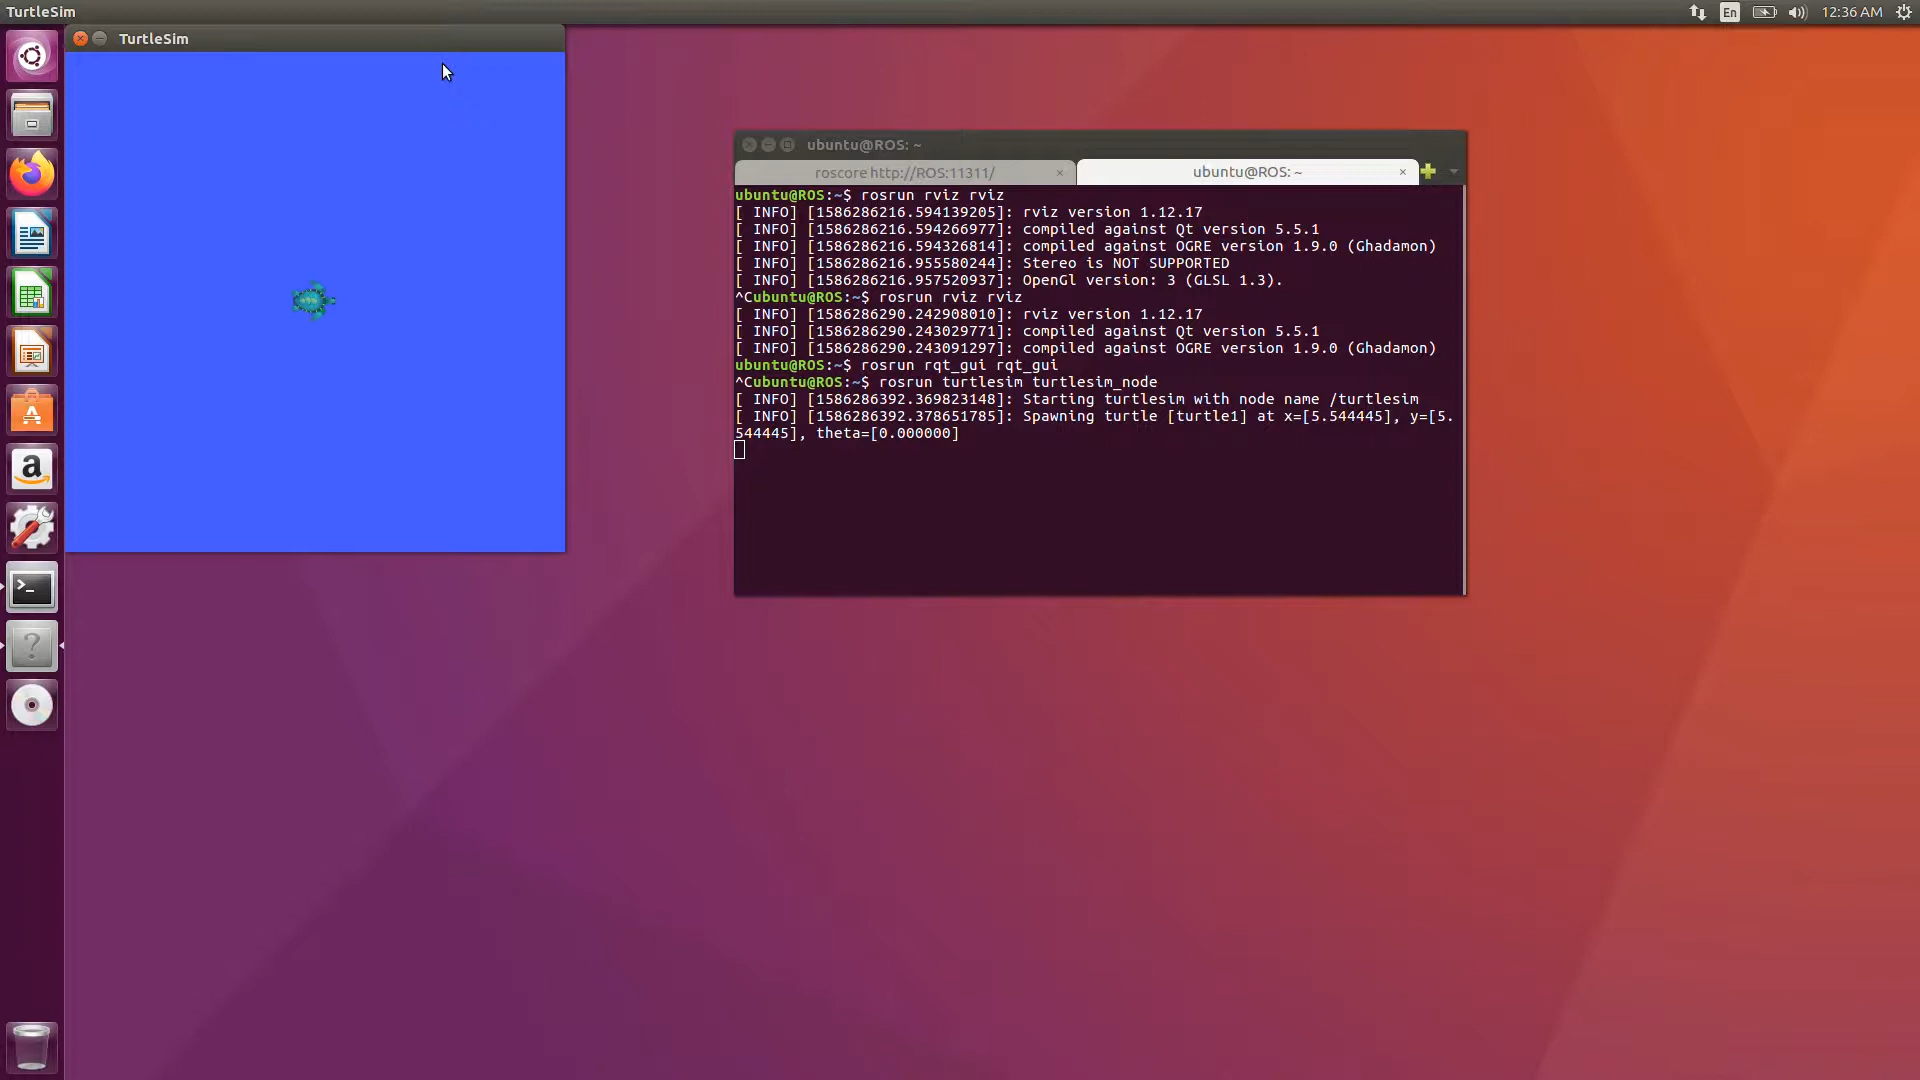 TurtleSim
En
12:36 AM
TurtleSim
ubuntu@ROS: ~
roscore http://ROS:11311/
ubuntu@ROS: ~
ubuntu@ROS:~$ rosrun rviz rviz
[ INFO] [1586286216.594139205]: rviz version 1.12.17
[ INFO] [1586286216.594266977]: compiled against Qt version 5.5.1
[ INFO] [1586286216.594326814]: compiled against OGRE version 1.9.0 (Ghadamon)
[ INFO] [1586286216.955580244]: Stereo is NOT SUPPORTED
[ INFO] [1586286216.957520937]: OpenGl version: 3 (GLSL 1.3).
^Cubuntu@ROS:~$ rosrun rviz rviz
[ INFO] [1586286290.242908010]: rviz version 1.12.17
[ INFO] [1586286290.243029771]: compiled against Qt version 5.5.1
[ INFO] [1586286290.243091297]: compiled against OGRE version 1.9.0 (Ghadamon)
ubuntu@ROS:~$ rosrun rqt_gui rqt_gui
^Cubuntu@ROS:~$ rosrun turtlesim turtlesim_node
[ INFO] [1586286392.369823148]: Starting turtlesim with node name /turtlesim
[ INFO] [1586286392.378651785]: Spawning turtle [turtle1] at x=[5.544445], y=[5.
544445], theta=[0.000000]